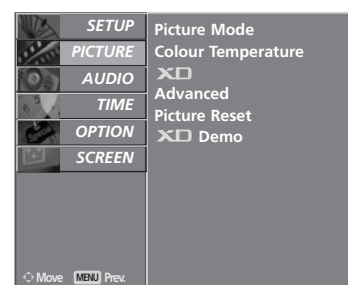 SETUP
PICTURE
AUDIO
TIME
OPTION
SCREEN
Picture Mode
Colour Temperature
XD
Advanced
Picture Reset
XD Demo
Move MENU Prev.